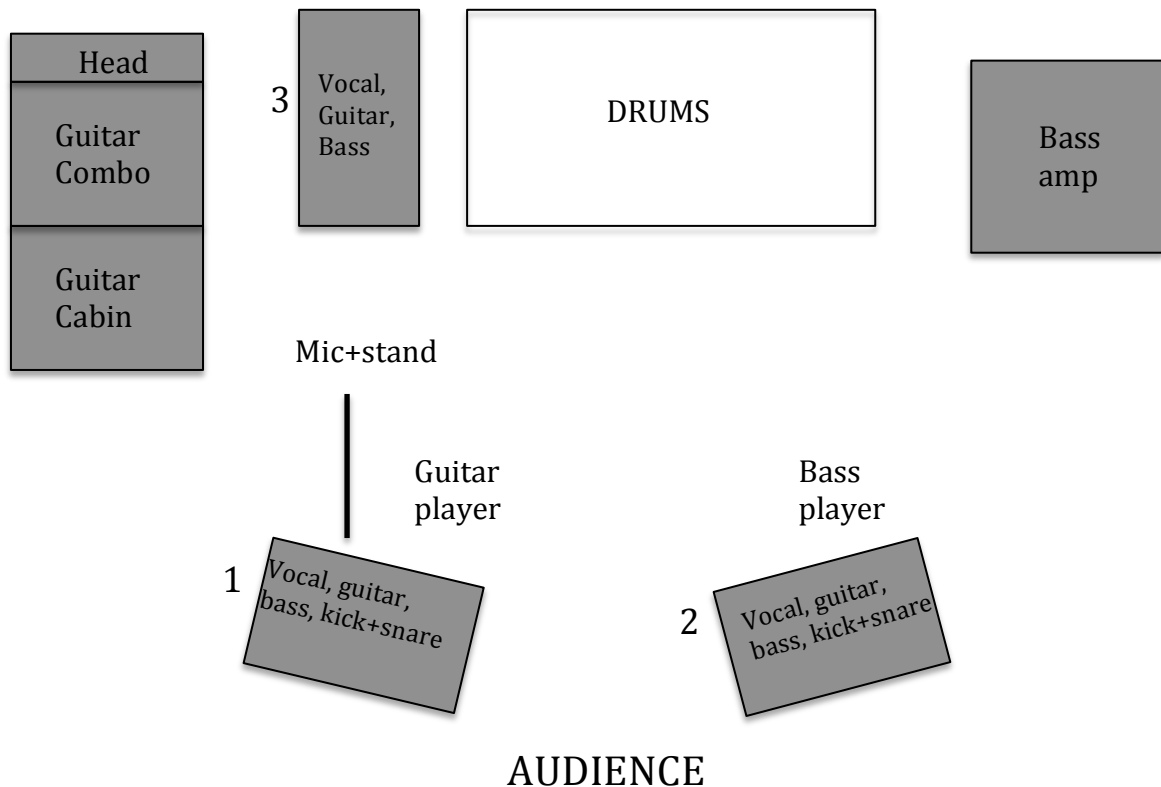 Head
Guitar
Combo
Guitar
Cabin
3
Vocal,
Guitar,
Bass
DRUMS
Bass
amp
Mic+stand
Guitar
player
Bass
player
1
Vocal, guitar,
bass, kick+snare
2
Vocal, guitar,
bass, kick+snare
AUDIENCE